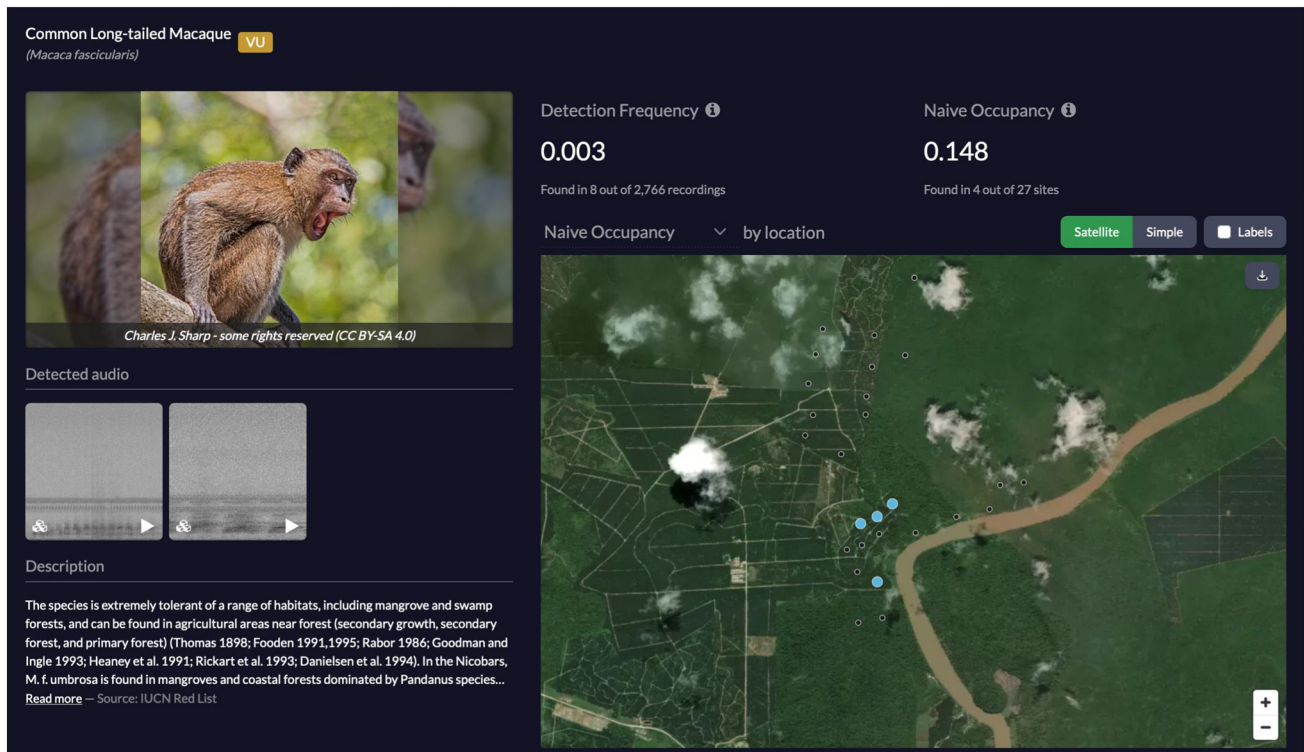 Common Long-tailed Macaque
VU
(Macaca fascicularis)
Charles J. Sharp - some rights reserved (CC BY-SA 4.0)
Detected audio
Description
The species is extremely tolerant of a range of habitats, including mangrove and swamp
forests, and can be found in agricultural areas near forest (secondary growth, secondary
forest, and primary forest) (Thomas 1898; Fooden 1991,1995; Rabor 1986; Goodman and
Ingle 1993; Heaney et al. 1991; Rickart et al. 1993; Danielsen et al. 1994). In the Nicobars,
M. f. umbrosa is found in mangroves and coastal forests dominated by Pandanus species...
Read more — Source: IUCN Red List
Detection Frequency
0.003
Found in 8 out of 2,766 recordings
Naive Occupancy
0.148
Found in 4 out of 27 sites
Naive Occupancy by location
Satellite
Simple
Labels
+
−